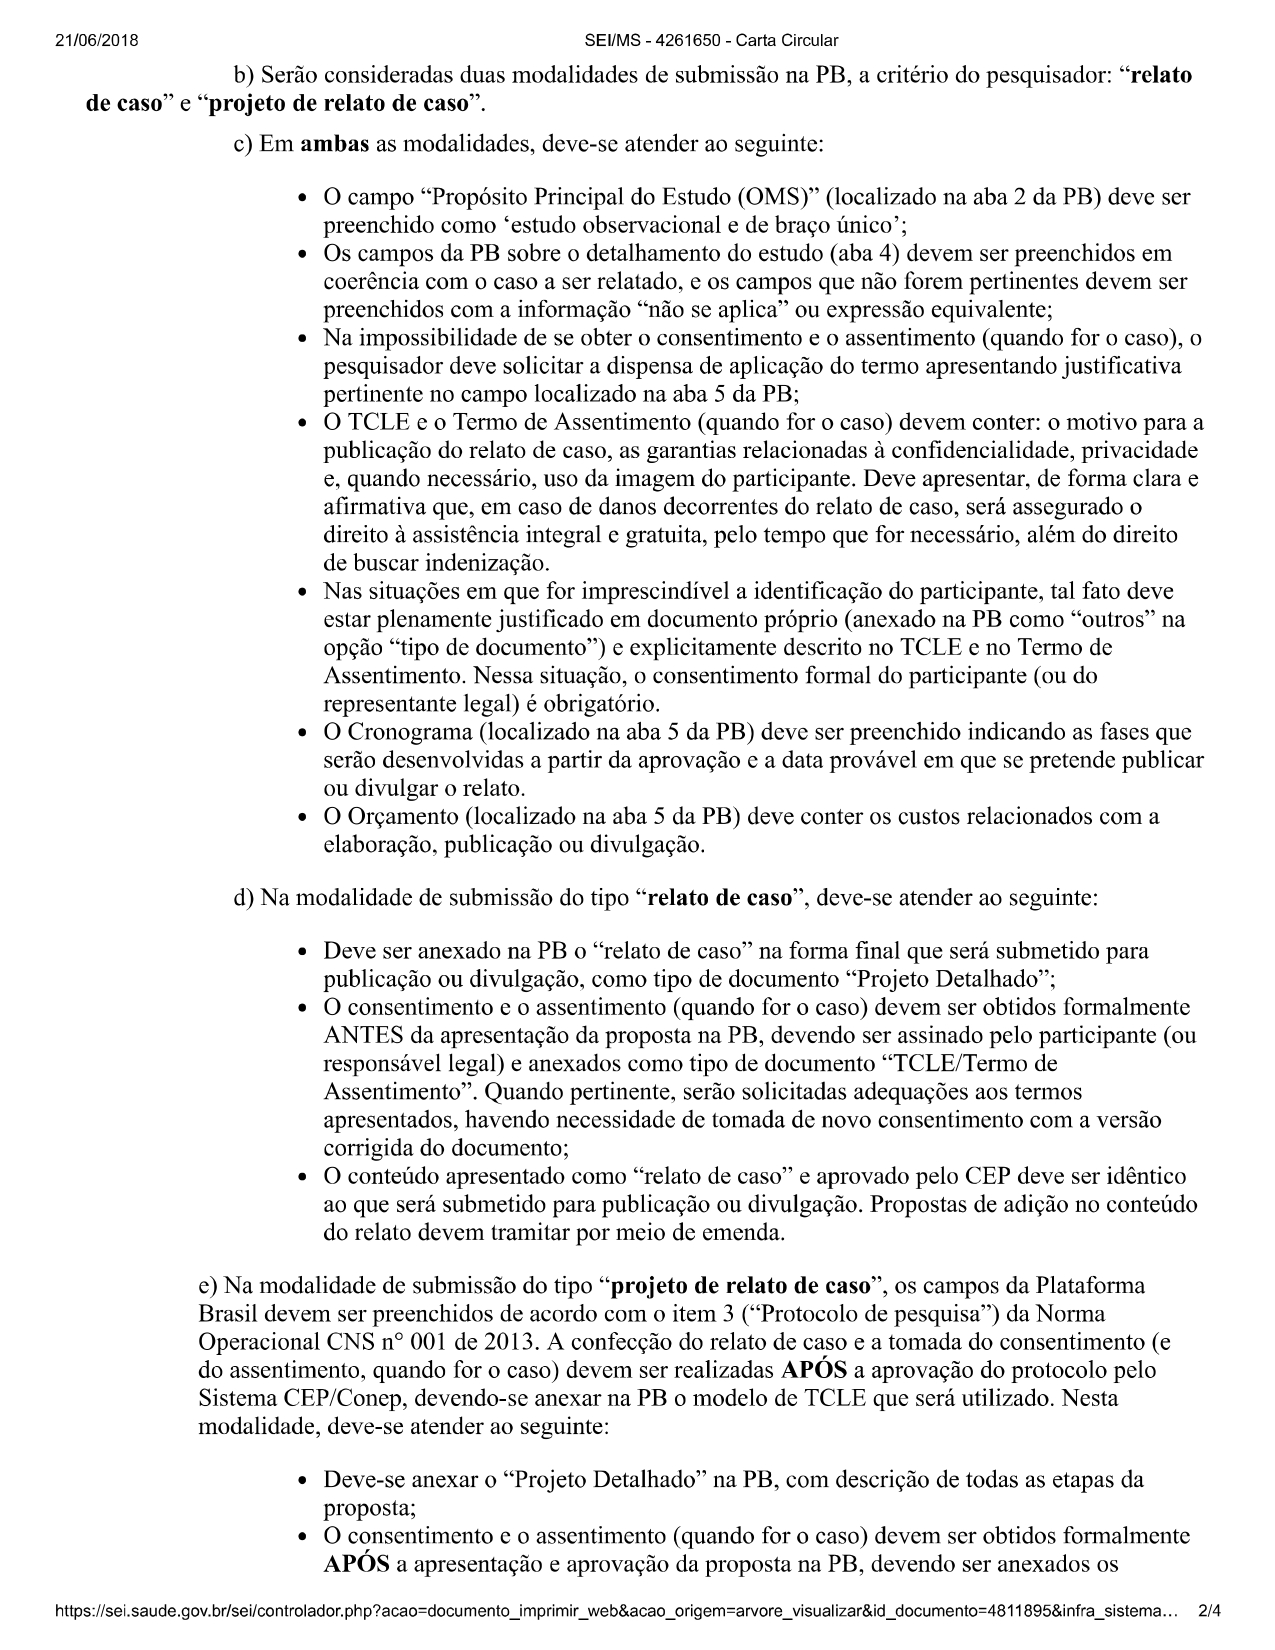 21/06/2018 SEI/MS - 4261650 - Carta Circular
b) Serão consideradas duas modalidades de submissão na PB, a critério do pesquisador: “relato
de caso” e “projeto de relato de caso”.
c) Em ambas as modalidades, deve-se atender ao seguinte:
• O campo “Propósito Principal do Estudo (OMS)” (localizado na aba 2 da PB) deve ser
preenchido como ‘estudo observacional e de braço único’;
• Os campos da PB sobre o detalhamento do estudo (aba 4) devem ser preenchidos em
coerência com o caso a ser relatado, e os campos que não forem pertinentes devem ser
preenchidos com a informação “não se aplica” ou expressão equivalente;
• Na impossibilidade de se obter o consentimento e o assentimento (quando for o caso), o
pesquisador deve solicitar a dispensa de aplicação do termo apresentando justificativa
pertinente no campo localizado na aba 5 da PB;
• O TCLE e o Termo de Assentimento (quando for o caso) devem conter: o motivo para a
publicação do relato de caso, as garantias relacionadas à confidencialidade, privacidade
e, quando necessário, uso da imagem do participante. Deve apresentar, de forma clara e
afirmativa que, em caso de danos decorrentes do relato de caso, será assegurado o
direito à assistência integral e gratuita, pelo tempo que for necessário, além do direito
de buscar indenização.
• Nas situações em que for imprescindível a identificação do participante, tal fato deve
estar plenamente justificado em documento próprio (anexado na PB como “outros” na
opção “tipo de documento”) e explicitamente descrito no TCLE e no Termo de
Assentimento. Nessa situação, o consentimento formal do participante (ou do
representante legal) é obrigatório.
• O Cronograma (localizado na aba 5 da PB) deve ser preenchido indicando as fases que
serão desenvolvidas a partir da aprovação e a data provável em que se pretende publicar
ou divulgar o relato.
• O Orçamento (localizado na aba 5 da PB) deve conter os custos relacionados com a
elaboração, publicação ou divulgação.
d) Na modalidade de submissão do tipo “relato de caso”, deve-se atender ao seguinte:
• Deve ser anexado na PB o “relato de caso” na forma final que será submetido para
publicação ou divulgação, como tipo de documento “Projeto Detalhado”;
• O consentimento e o assentimento (quando for o caso) devem ser obtidos formalmente
ANTES da apresentação da proposta na PB, devendo ser assinado pelo participante (ou
responsável legal) e anexados como tipo de documento “TCLE/Termo de
Assentimento”. Quando pertinente, serão solicitadas adequações aos termos
apresentados, havendo necessidade de tomada de novo consentimento com a versão
corrigida do documento;
• O conteúdo apresentado como “relato de caso” e aprovado pelo CEP deve ser idêntico
ao que será submetido para publicação ou divulgação. Propostas de adição no conteúdo
do relato devem tramitar por meio de emenda.
e) Na modalidade de submissão do tipo “projeto de relato de caso”, os campos da Plataforma
Brasil devem ser preenchidos de acordo com o item 3 (“Protocolo de pesquisa”) da Norma
Operacional CNS n° 001 de 2013. A confecção do relato de caso e a tomada do consentimento (e
do assentimento, quando for o caso) devem ser realizadas APÓS a aprovação do protocolo pelo
Sistema CEP/Conep, devendo-se anexar na PB o modelo de TCLE que será utilizado. Nesta
modalidade, deve-se atender ao seguinte:
• Deve-se anexar o “Projeto Detalhado” na PB, com descrição de todas as etapas da
proposta;
• O consentimento e o assentimento (quando for o caso) devem ser obtidos formalmente
APÓS a apresentação e aprovação da proposta na PB, devendo ser anexados os
https://sei.saude.gov.br/sei/controlador.php?acao=documento_imprimir_web&acao_origem=arvore_visualizar&id_documento=4811895&infra_sistema… 2/4